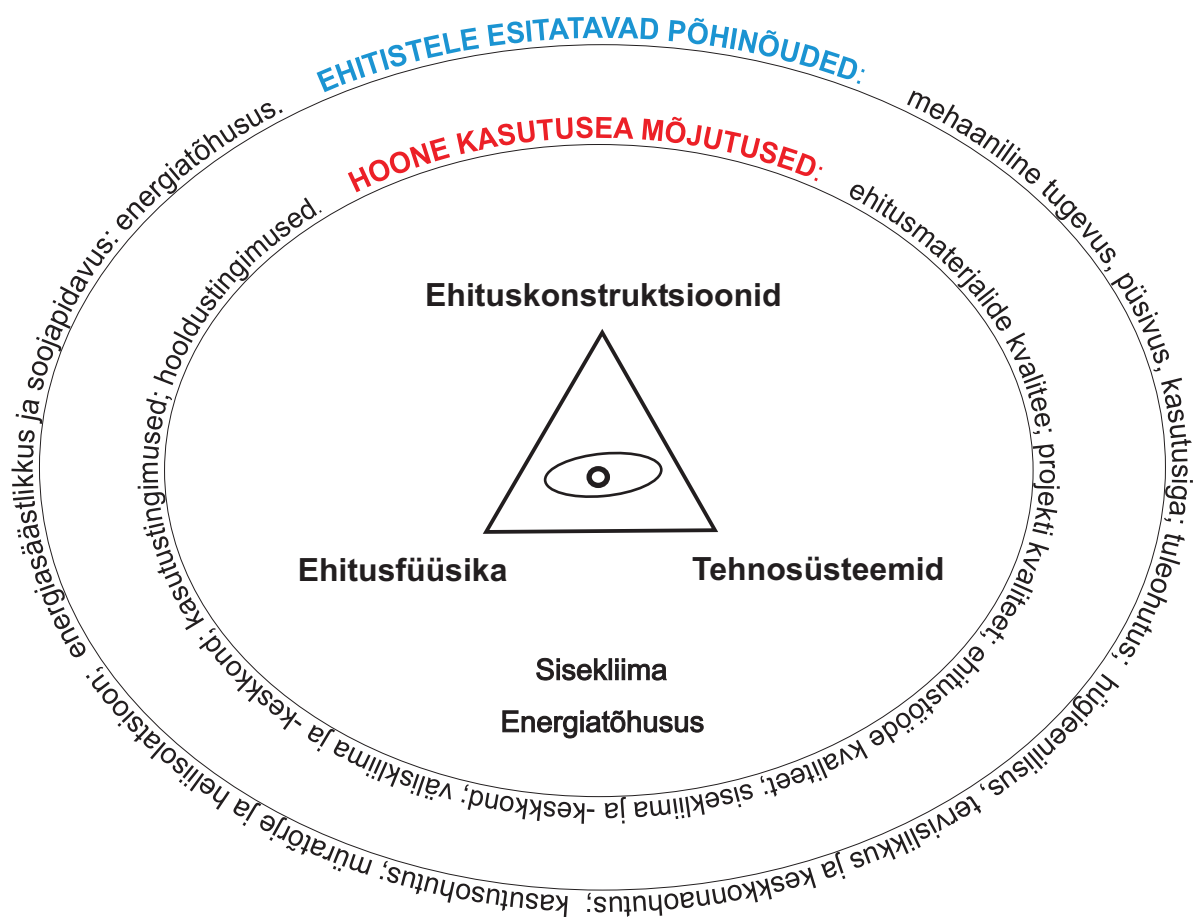 EHITISTELE ESITATAVAD PÕHINÕUDED: mehaaniline tugevus, püsivus, kasutusiga; tuleohutus; hügieenilisus, tervislikkus ja keskkonnaohutus; kasutusohutus; müratõrje ja heliisolatsioon; energiasäästlikkus ja soojapidavus: energiatõhusus.
HOONE KASUTUSEA MÕJUTUSED: ehitusmaterjalide kvalitee; projekti kvaliteet; ehitustööde kvaliteet; sisekliima ja -keskkond; väliskliima ja -keskkond; kasutustingimused; hooldustingimused.
Ehituskonstruktsioonid
Ehitusfüüsika
Tehnosüsteemid
Sisekliima
Energiatõhusus